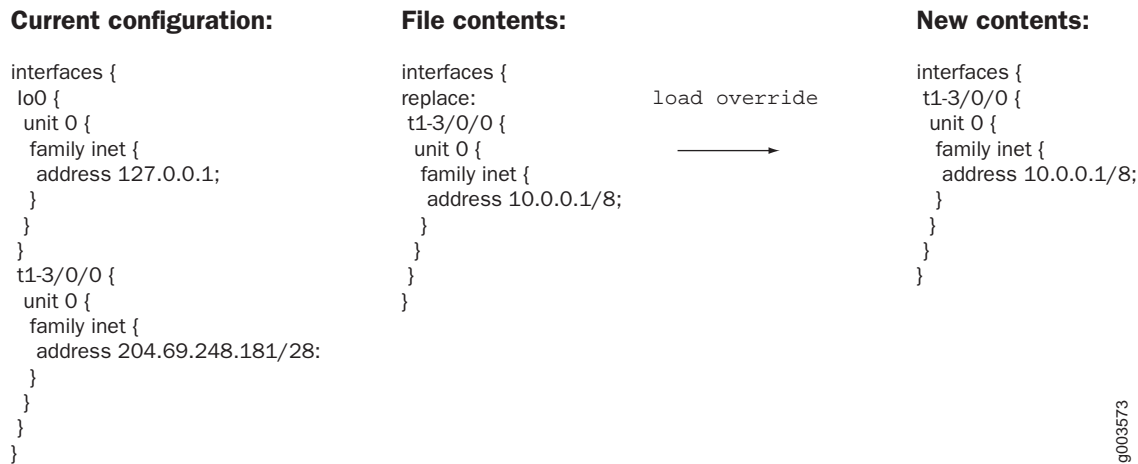 Current configuration:
interfaces {
lo0 {
unit 0 {
family inet {
address 127.0.0.1;
}
}
}
t1-3/0/0 {
unit 0 {
family inet {
address 204.69.248.181/28:
}
}
}
}
File contents:
interfaces {
replace:
t1-3/0/0 {
unit 0 {
family inet {
address 10.0.0.1/8;
}
}
}
}
load override
New contents:
interfaces {
t1-3/0/0 {
unit 0 {
family inet {
address 10.0.0.1/8;
}
}
}
}
g003573